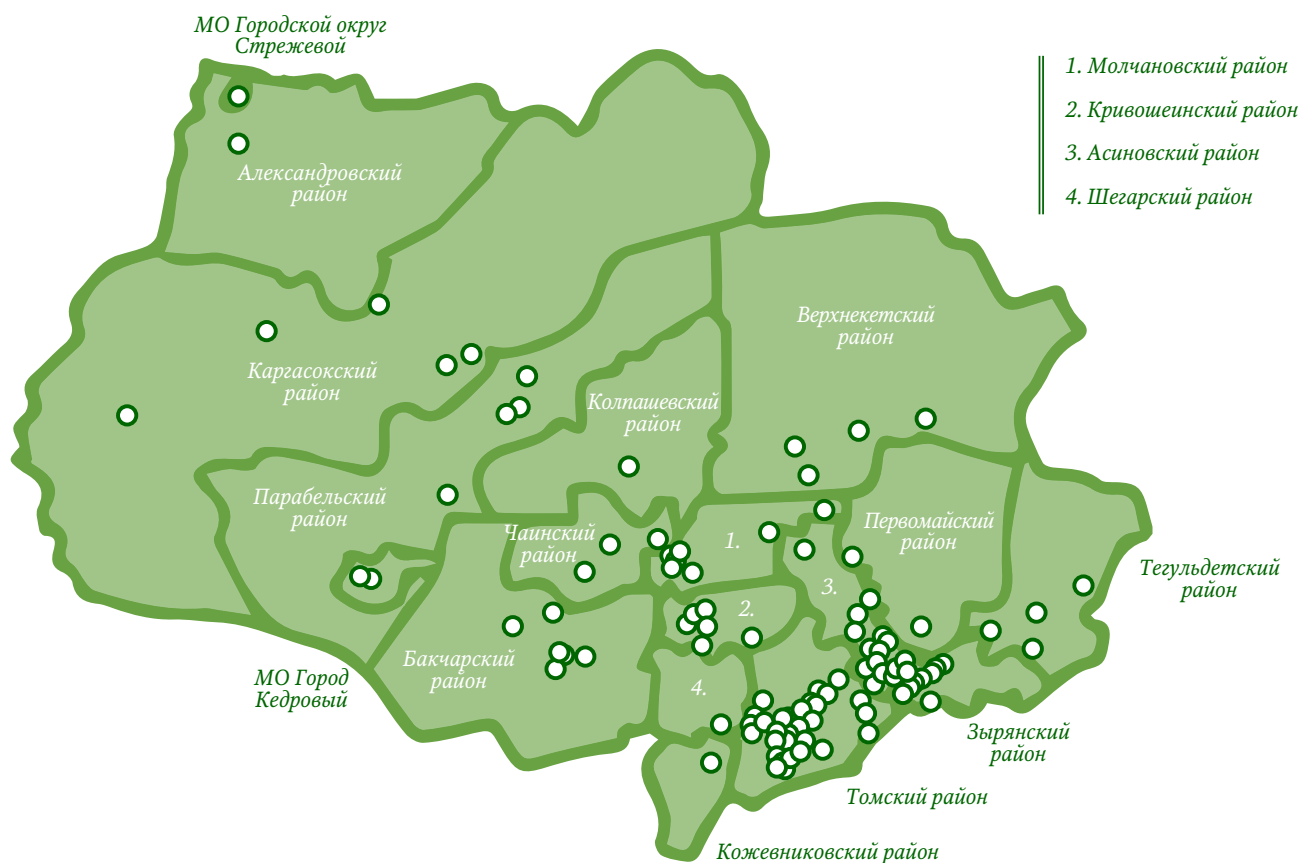 МО Городской округ
Стрежевой
1. Молчановский район
2. Кривошеинский район
3. Асиновский район
4. Шегарский район
Александровский
район
Верхнекетский
район
Каргасокский
район
Колпашевский
район
Парабельский
район
Чаинский
район
1.
Первомайский
район
Тегульдетский
район
3.
2.
Бакчарский
район
МО Город
Кедровый
4.
Зырянский
район
Томский район
Кожевниковский район